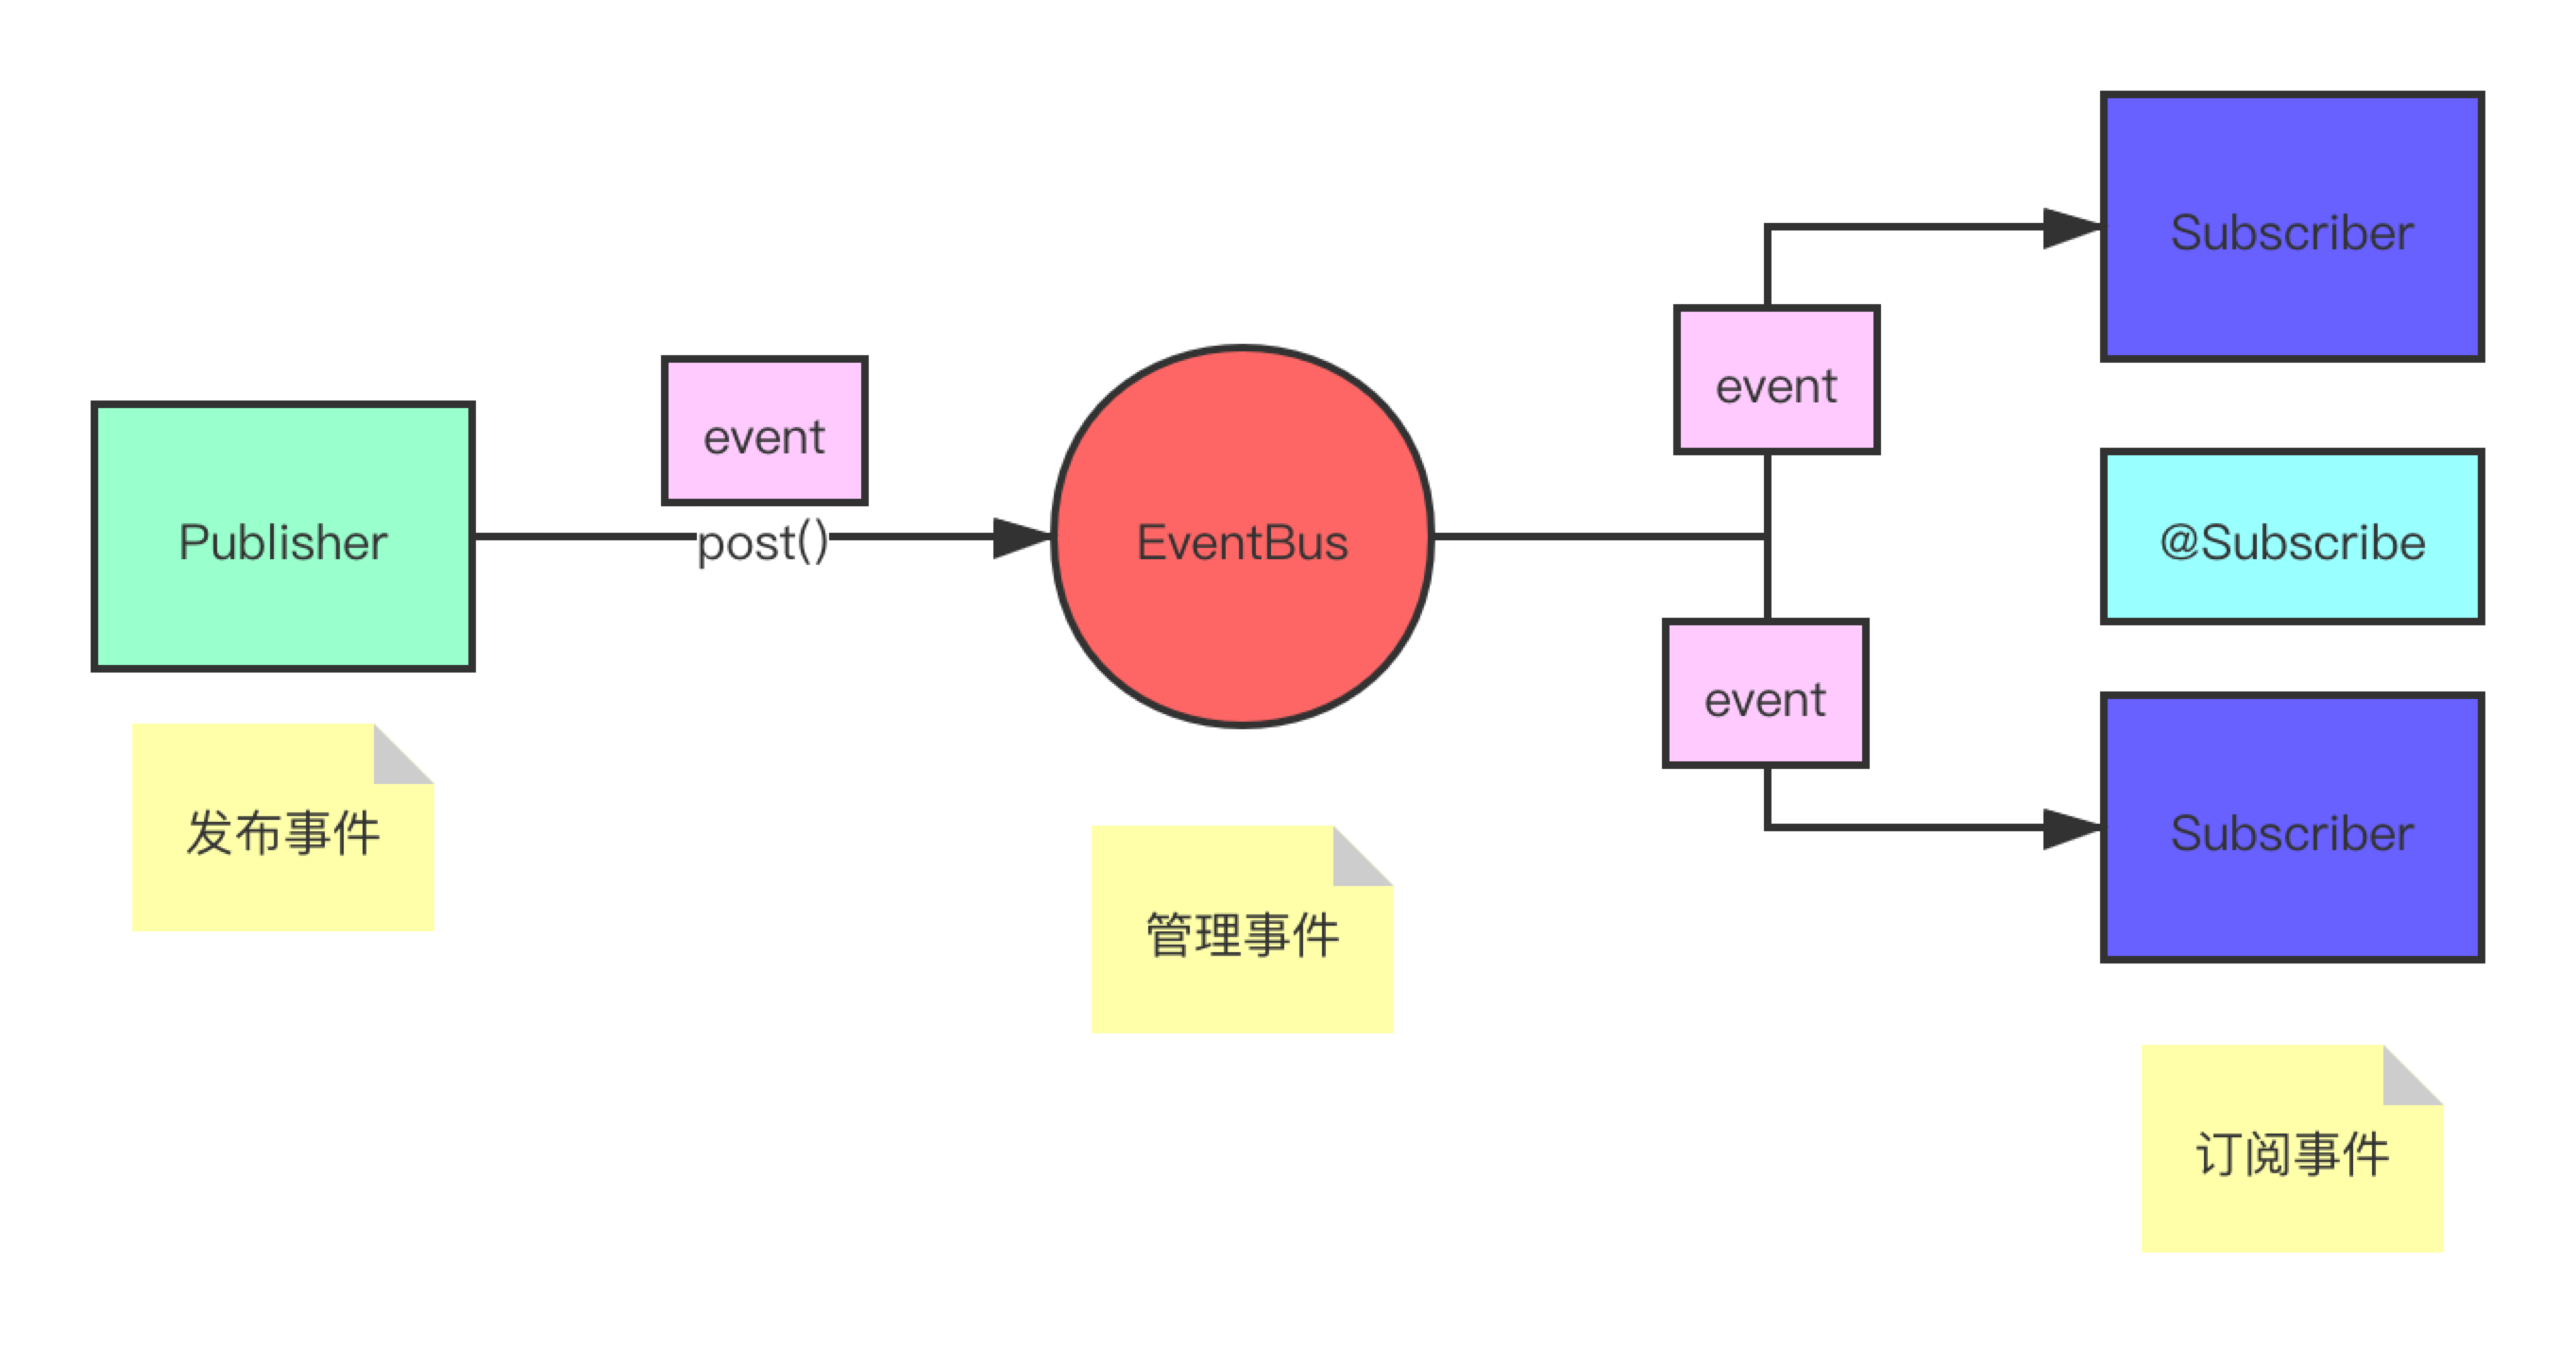 Publisher
发布事件
event
post()
EventBus
管理事件
event
event
Subscriber
@Subscribe
Subscriber
订阅事件